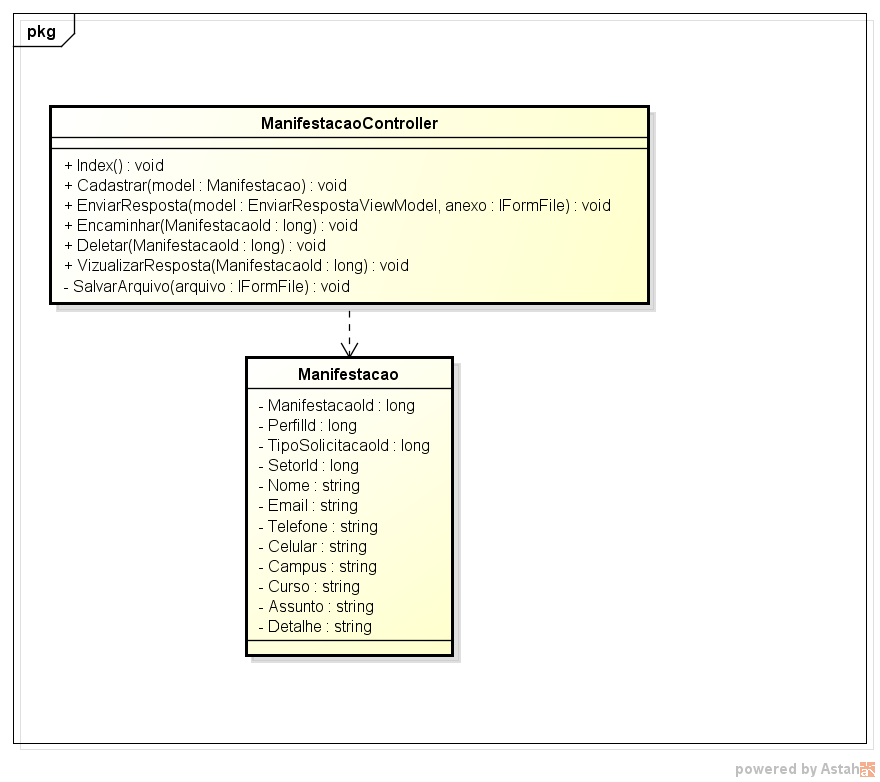 pkg
ManifestacaoController
+ Index() : void
+ Cadastrar(model : Manifestacao) : void
+ EnviarResposta(model : EnviarRespostaViewModel, anexo : IFormFile) : void
+ Encaminhar(ManifestacaoId : long) : void
+ Deletar(ManifestacaoId : long) : void
+ VizualizarResposta(ManifestacaoId : long) : void
- SalvarArquivo(arquivo : IFormFile) : void
Manifestacao
- ManifestacaoId : long
- PerfilId : long
- TipoSolicitacaoId : long
- SetorId : long
- Nome : string
- Email : string
- Telefone : string
- Celular : string
- Campus : string
- Curso : string
- Assunto : string
- Detalhe : string
powered by Astah